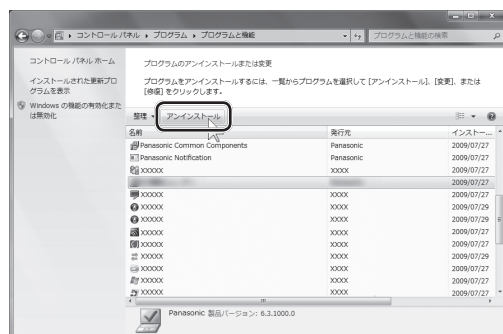 コントロール パネル ▸ プログラム ▸ プログラムと機能
プログラムと機能の検索
コントロール パネル ホーム
インストールされた更新プロ
グラムを表示
Windows の機能の有効化また
は無効化
プログラムのアンインストールまたは変更
プログラムをアンインストールするには、一覧からプログラムを選択して [アンインストール]、[変更]、または
[修復] をクリックします。
整理 アンインストール
名前 発行元 インストー...
Panasonic Common Components Panasonic 2009/07/27
Panasonic Notification Panasonic 2009/07/27
XXXXX XXXX 2009/07/27
2009/07/27
XXXXX XXXX 2009/07/27
XXXXX XXXX 2009/07/29
XXXXX XXXX 2009/07/29
XXXXX XXXX 2009/07/27
XXXXX XXXX 2009/07/27
XXXXX XXXX 2009/07/29
XXXXX XXXX 2009/07/27
XXXXX XXXX 2009/07/27
XXXXX XXXX 2009/07/27
Panasonic 製品バージョン: 6.3.1000.0